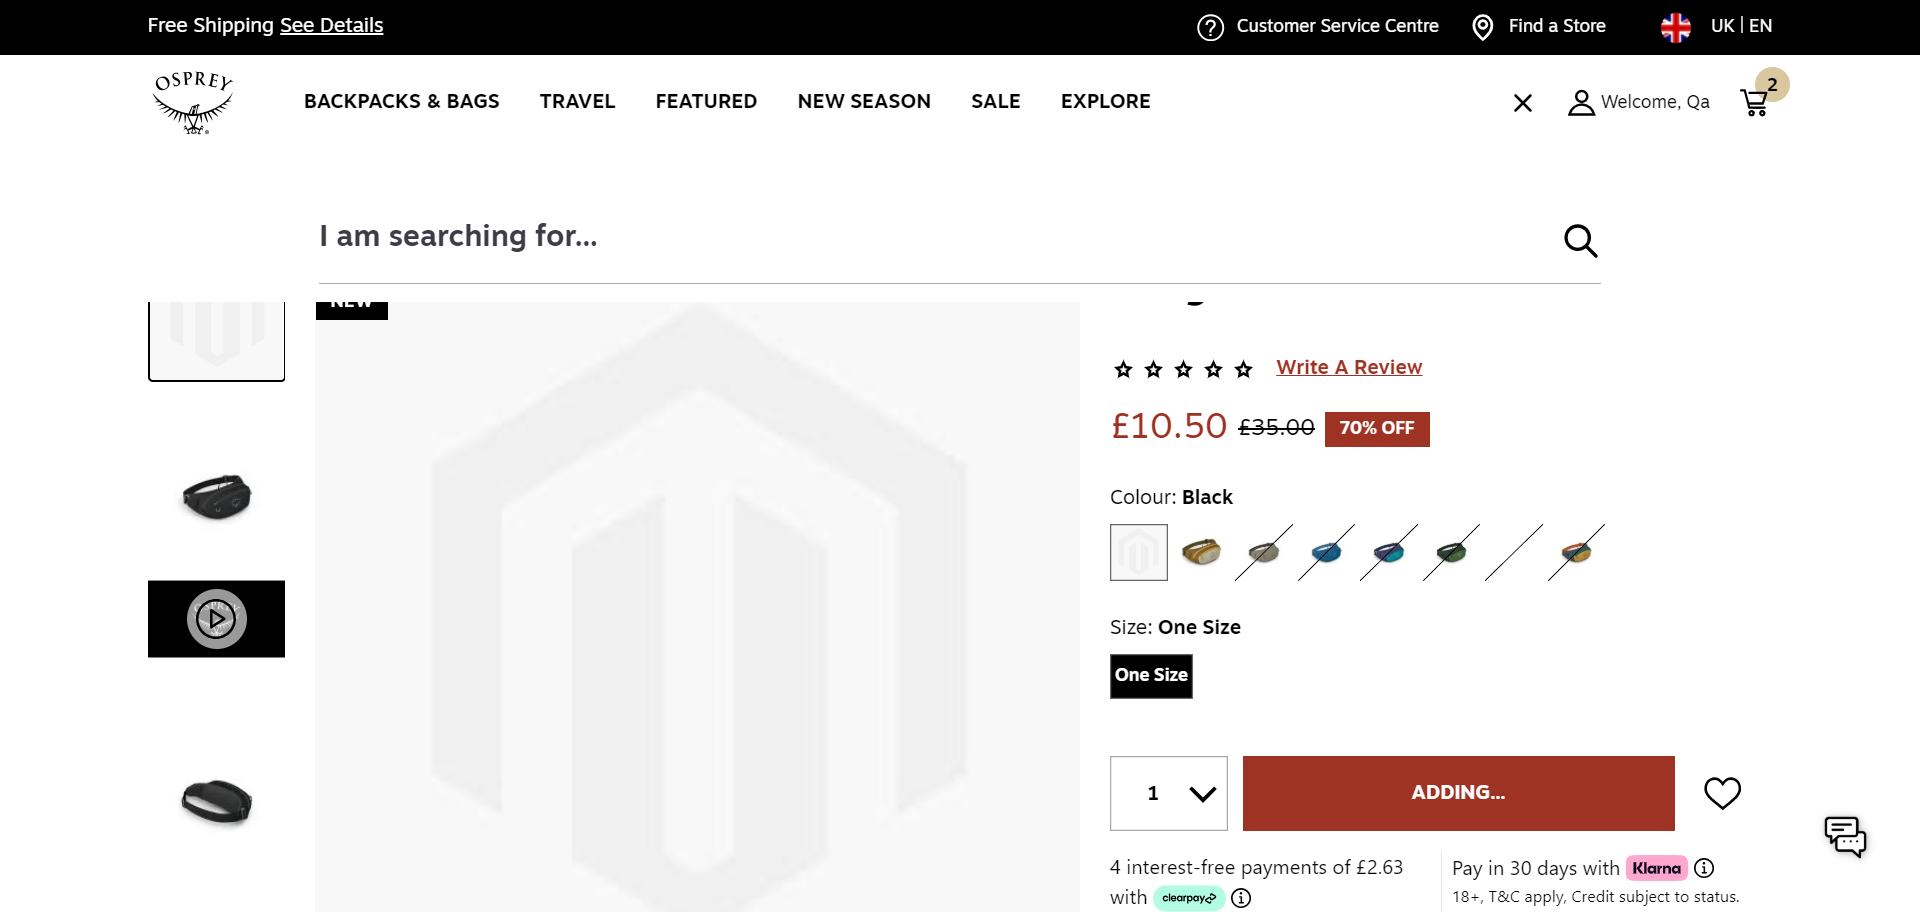 Free Shipping See Details
Customer Service Centre
Find a Store
UK | EN
OSPREY
BACKPACKS & BAGS
TRAVEL
FEATURED
NEW SEASON
SALE
EXPLORE
Welcome, Qa
2
I am searching for...
NEW
Write A Review
£10.50 £35.00 70% OFF
Colour: Black
OSPREY
Size: One Size
One Size
1
ADDING...
4 interest-free payments of £2.63
with clearpay
Pay in 30 days with Klarna
18+, T&C apply, Credit subject to status.